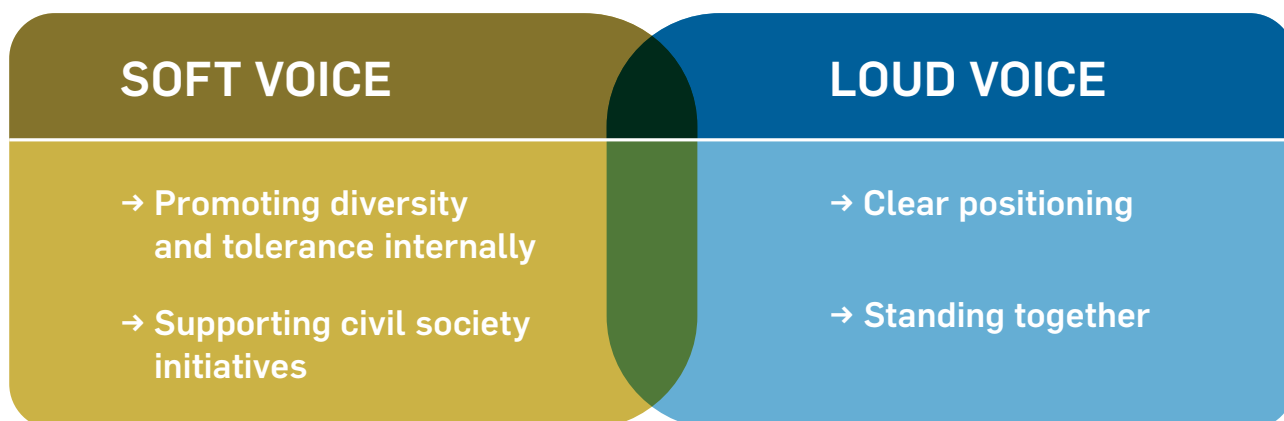 SOFT VOICE
→ Promoting diversity
and tolerance internally
→ Supporting civil society
initiatives
LOUD VOICE
→ Clear positioning
→ Standing together